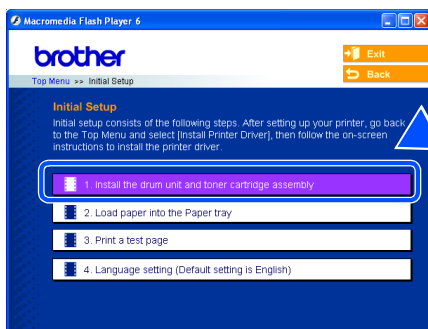 Macromedia Flash Player 6
brother
Exit
Back
Top Menu >> Initial Setup
Initial Setup
Initial setup consists of the following steps. After setting up your printer, go back
to the Top Menu and select [Install Printer Driver], then follow the on-screen
instructions to install the printer driver.
1. Install the drum unit and toner cartridge assembly
2. Load paper into the Paper tray
3. Print a test page
4. Language setting (Default setting is English)